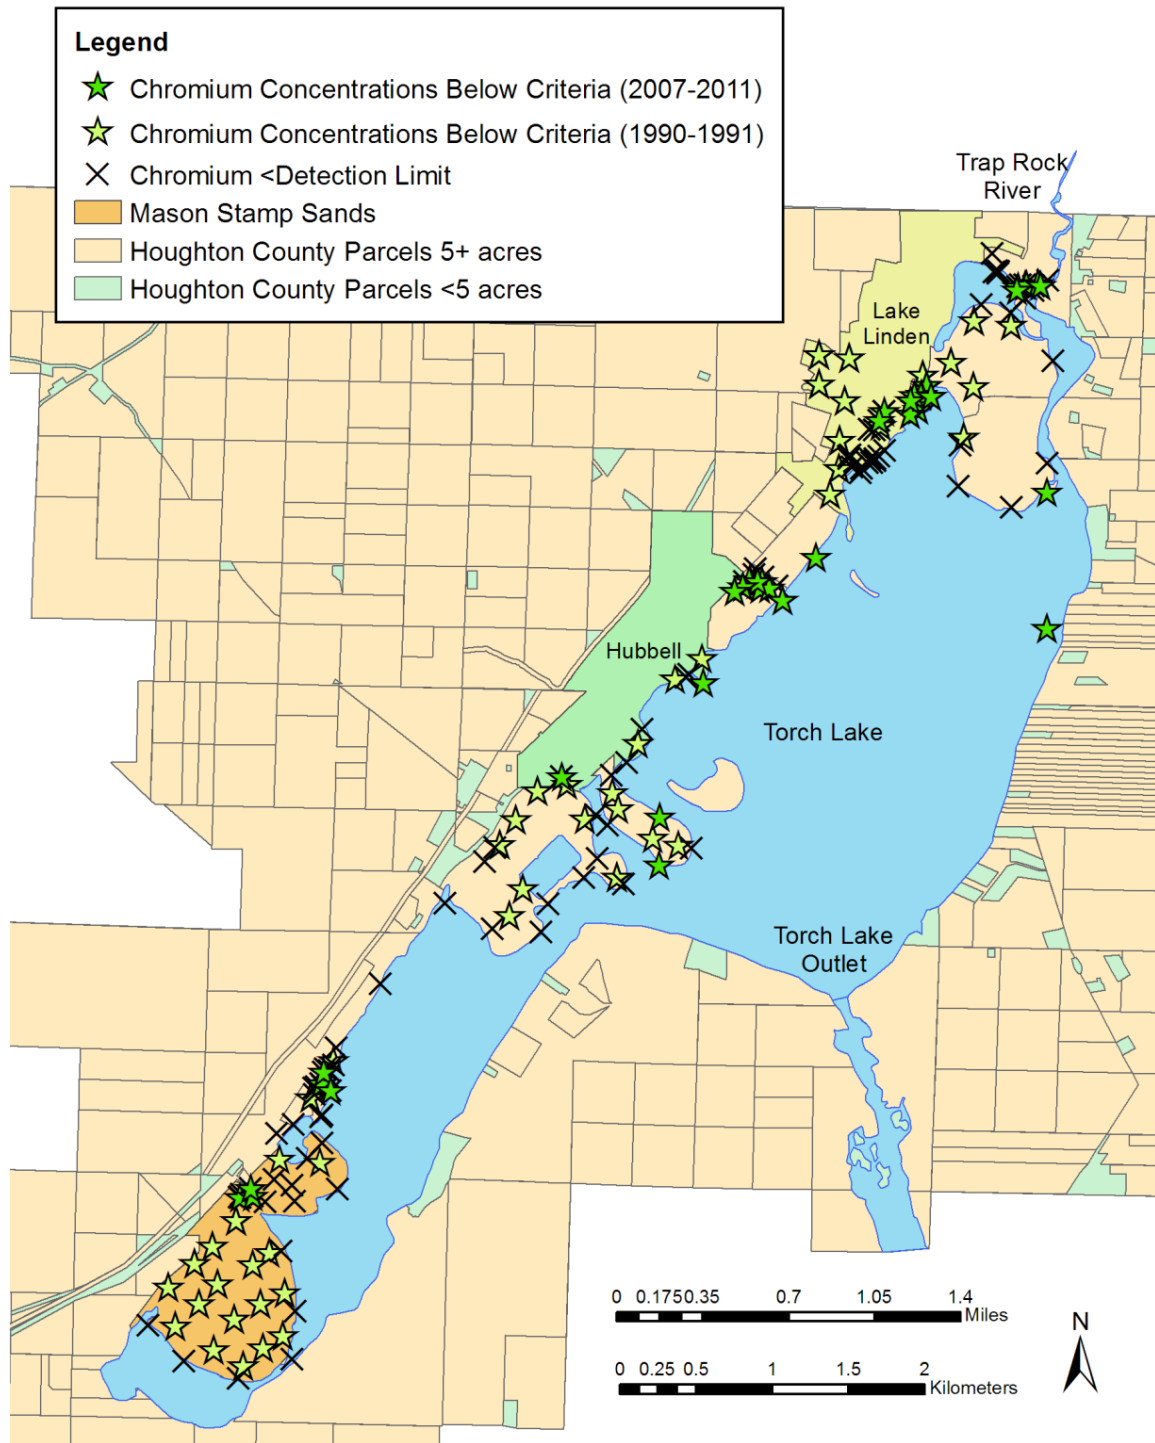 Legend
Chromium Concentrations Below Criteria (2007-2011)
Chromium Concentrations Below Criteria (1990-1991)
Chromium <Detection Limit
Mason Stamp Sands
Houghton County Parcels 5+ acres
Houghton County Parcels <5 acres
Trap Rock
River
Lake
Linden
Hubbell
Torch Lake
Torch Lake
Outlet
0 0.175 0.35 0.7 1.05 1.4
Miles
0 0.25 0.5 1 1.5 2
Kilometers
N